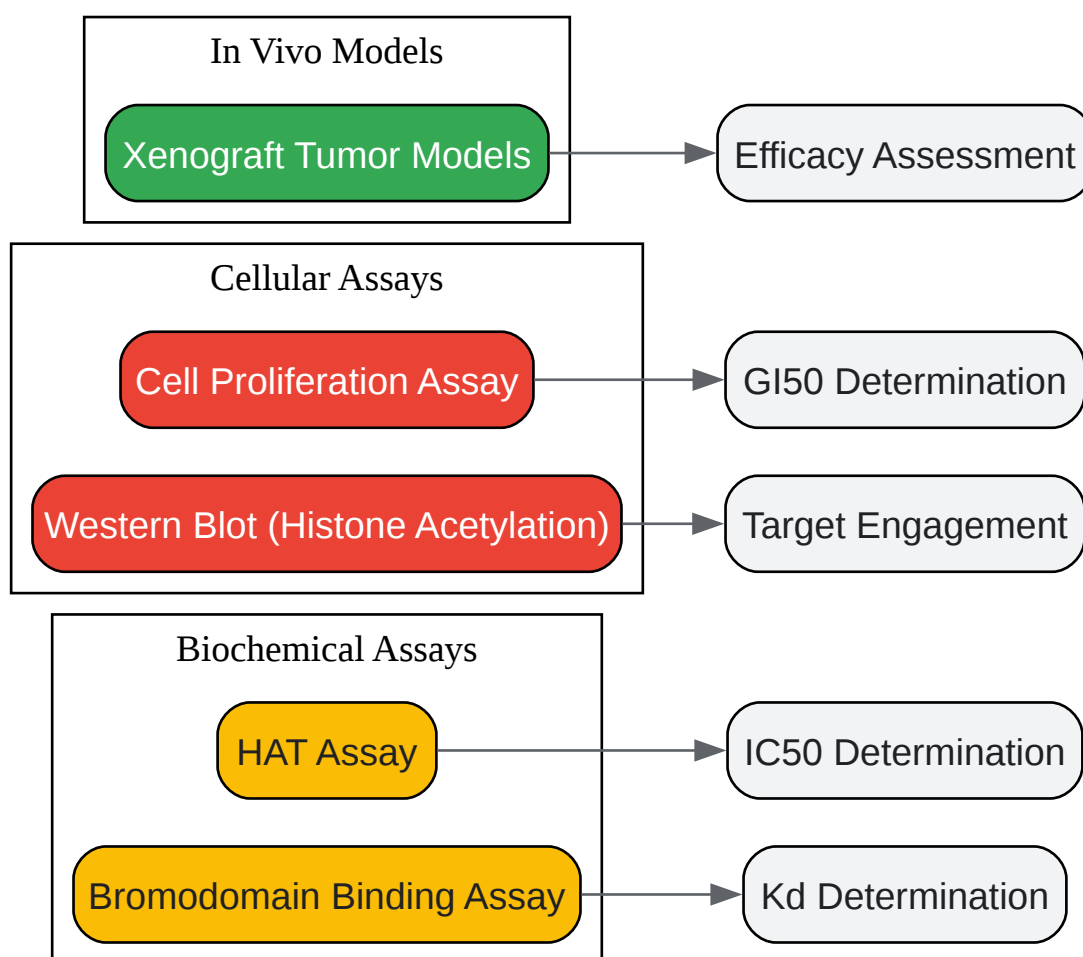 In Vivo Models
Xenograft Tumor Models
Efficacy Assessment
Cellular Assays
Cell Proliferation Assay
GI50 Determination
Western Blot (Histone Acetylation)
Target Engagement
Biochemical Assays
HAT Assay
IC50 Determination
Bromodomain Binding Assay
Kd Determination